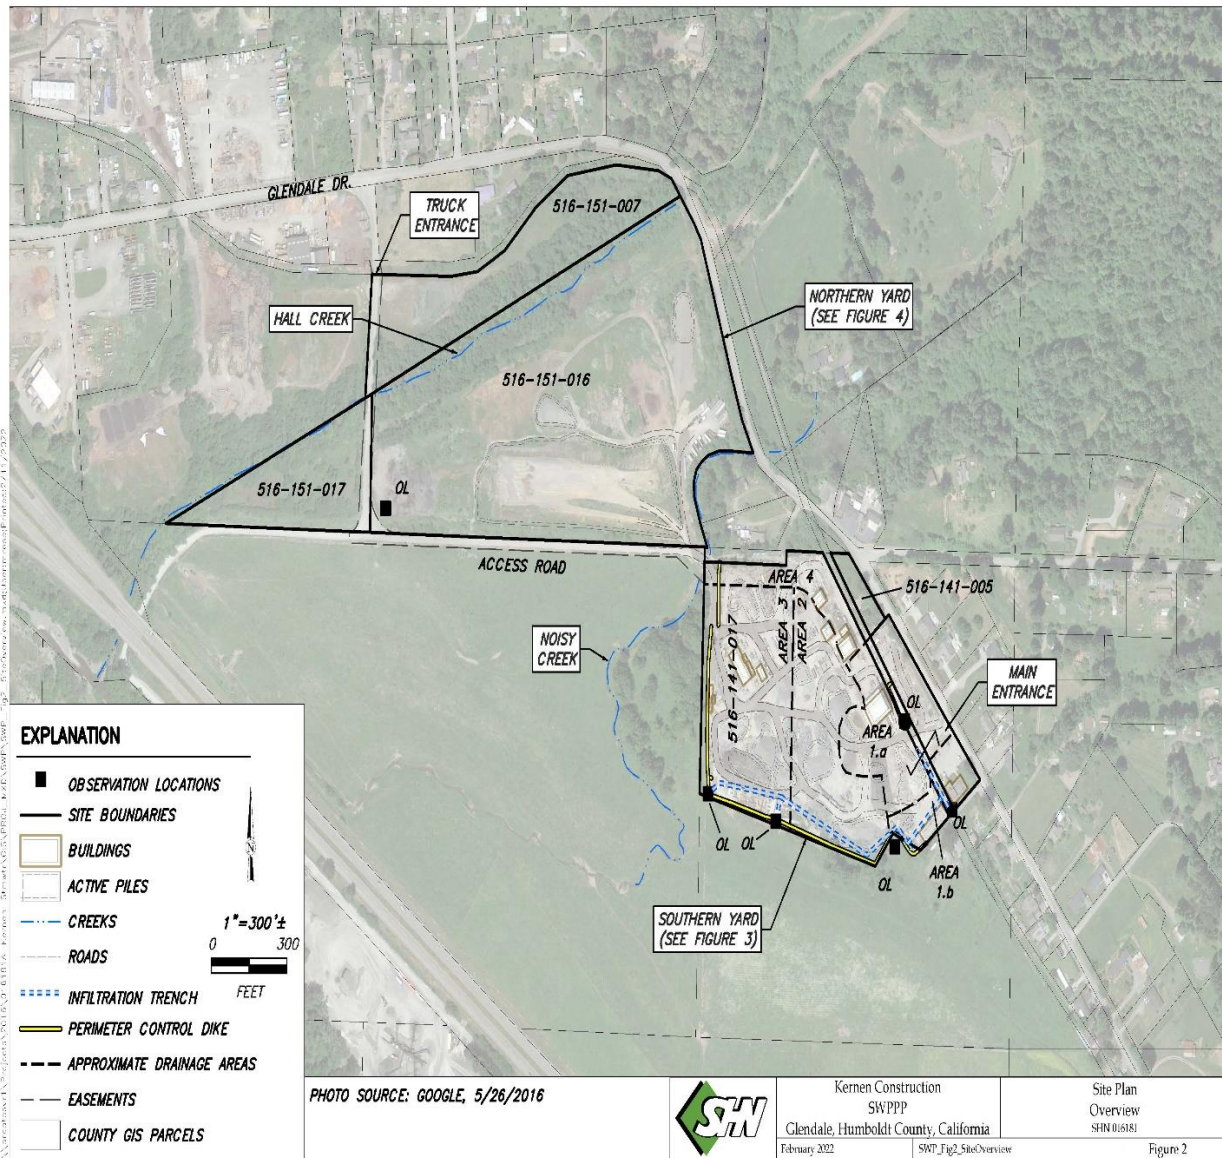 GLENDALE DR.
TRUCK
ENTRANCE
516-151-007
HALL CREEK
NORTHERN YARD
(SEE FIGURE 4)
516-151-016
516-151-017
OL
ACCESS ROAD
AREA 4
516-141-005
AREA 3
AREA 2
516-141-017
NOISY
CREEK
MAIN
ENTRANCE
OL
AREA
1.a
OL
OL
OL
OL
AREA
1.b
SOUTHERN YARD
(SEE FIGURE 3)
EXPLANATION
OBSERVATION LOCATIONS
SITE BOUNDARIES
BUILDINGS
ACTIVE PILES
CREEKS
1"=300'±
0 300
FEET
ROADS
INFILTRATION TRENCH
PERIMETER CONTROL DIKE
APPROXIMATE DRAINAGE AREAS
EASEMENTS
COUNTY GIS PARCELS
PHOTO SOURCE: GOOGLE, 5/26/2016
SHN
Kernen Construction
SWPPP
Glendale, Humboldt County, California
Site Plan
Overview
SHN 016181
February 2022
SWP_Fig2_SiteOverview
Figure 2